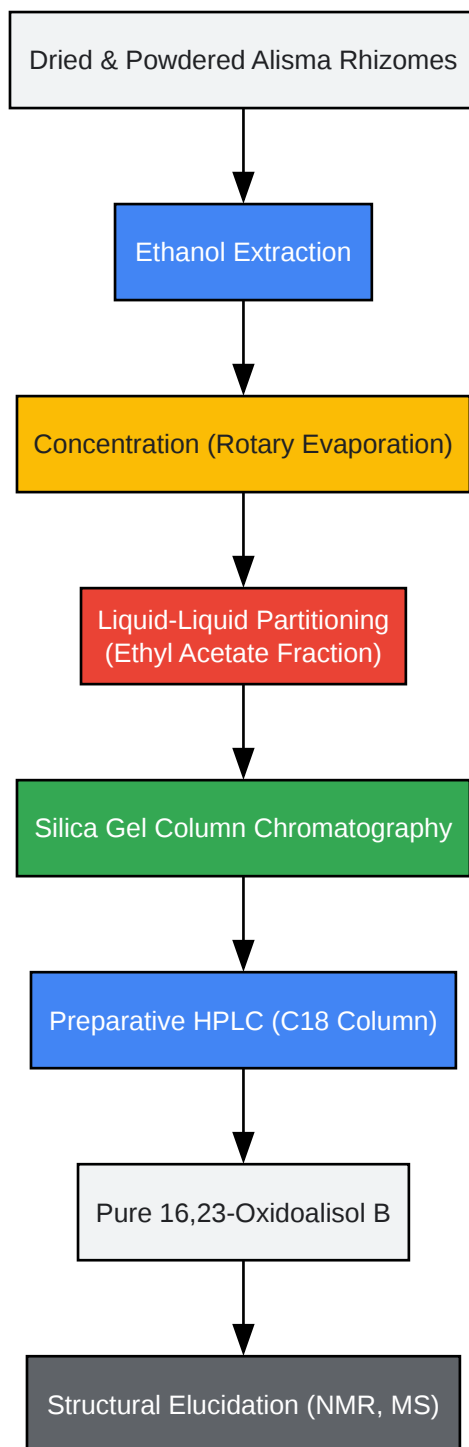 Dried & Powdered Alisma Rhizomes
Ethanol Extraction
Concentration (Rotary Evaporation)
Liquid-Liquid Partitioning
(Ethyl Acetate Fraction)
Silica Gel Column Chromatography
Preparative HPLC (C18 Column)
Pure 16,23-Oxidoalisol B
Structural Elucidation (NMR, MS)